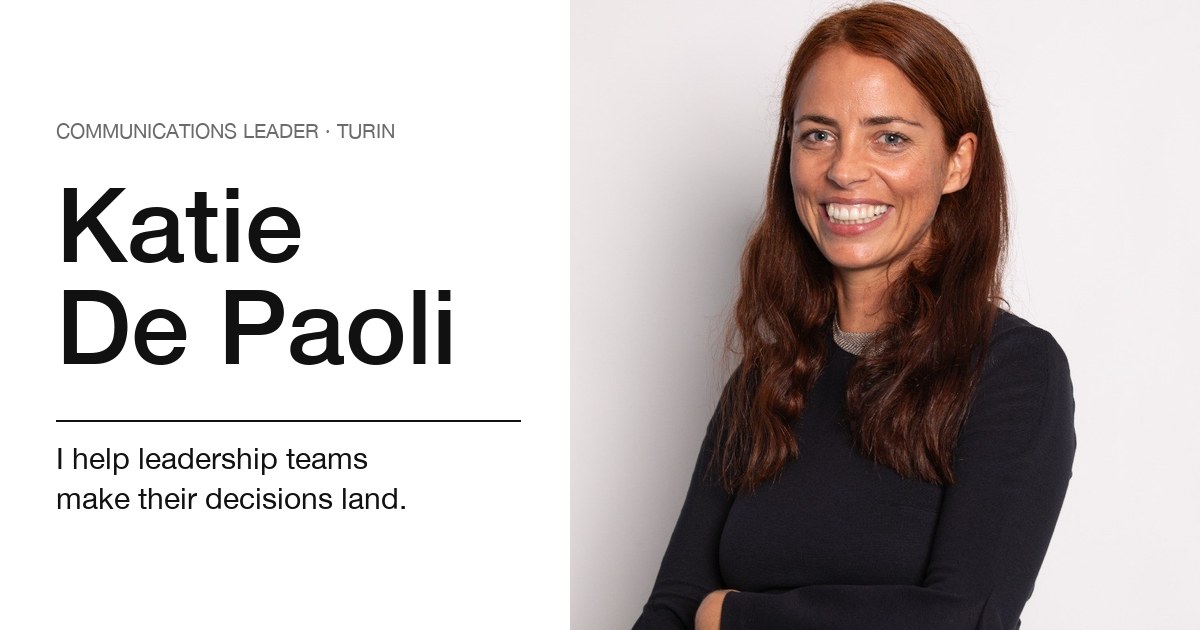 COMMUNICATIONS LEADER · TURIN
Katie
De Paoli
I help leadership teams
make their decisions land.